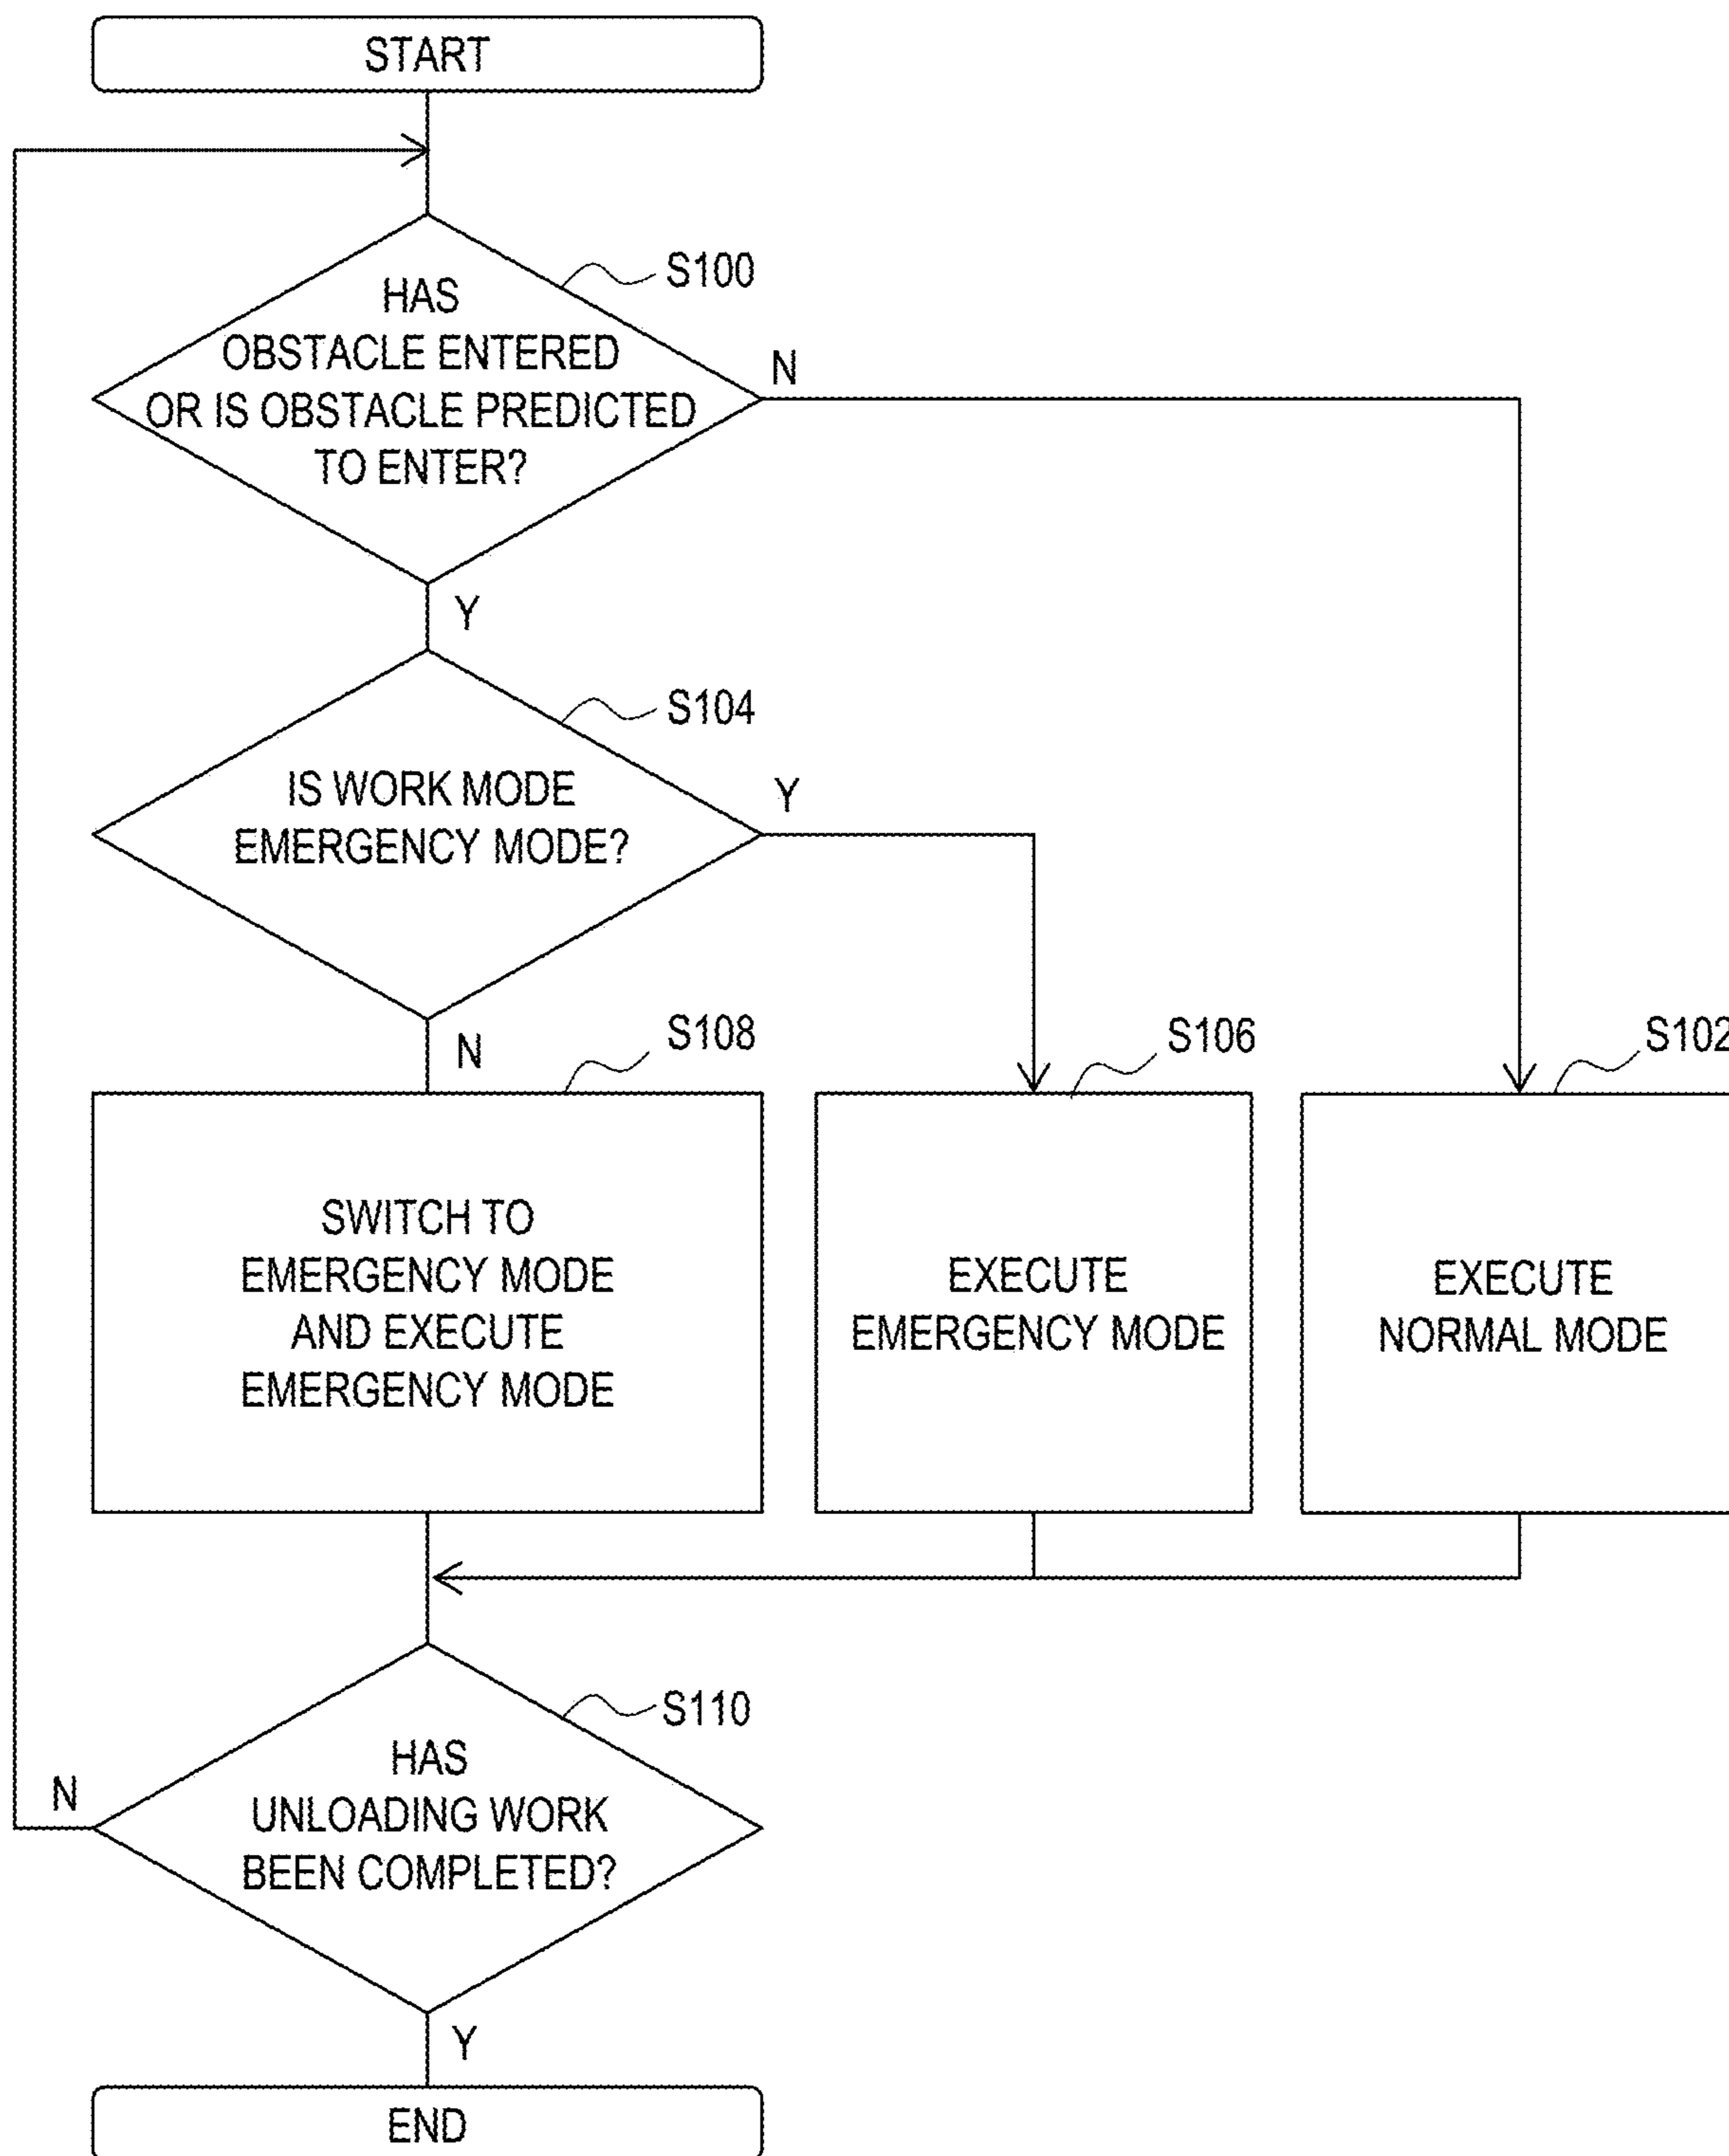 START
S100
HAS
OBSTACLE ENTERED
OR IS OBSTACLE PREDICTED
TO ENTER?
N
Y
S104
IS WORK MODE
EMERGENCY MODE?
Y
N
S108
S106
S102
SWITCH TO
EMERGENCY MODE
AND EXECUTE
EMERGENCY MODE
EXECUTE
EMERGENCY MODE
EXECUTE
NORMAL MODE
S110
HAS
UNLOADING WORK
BEEN COMPLETED?
N
Y
END